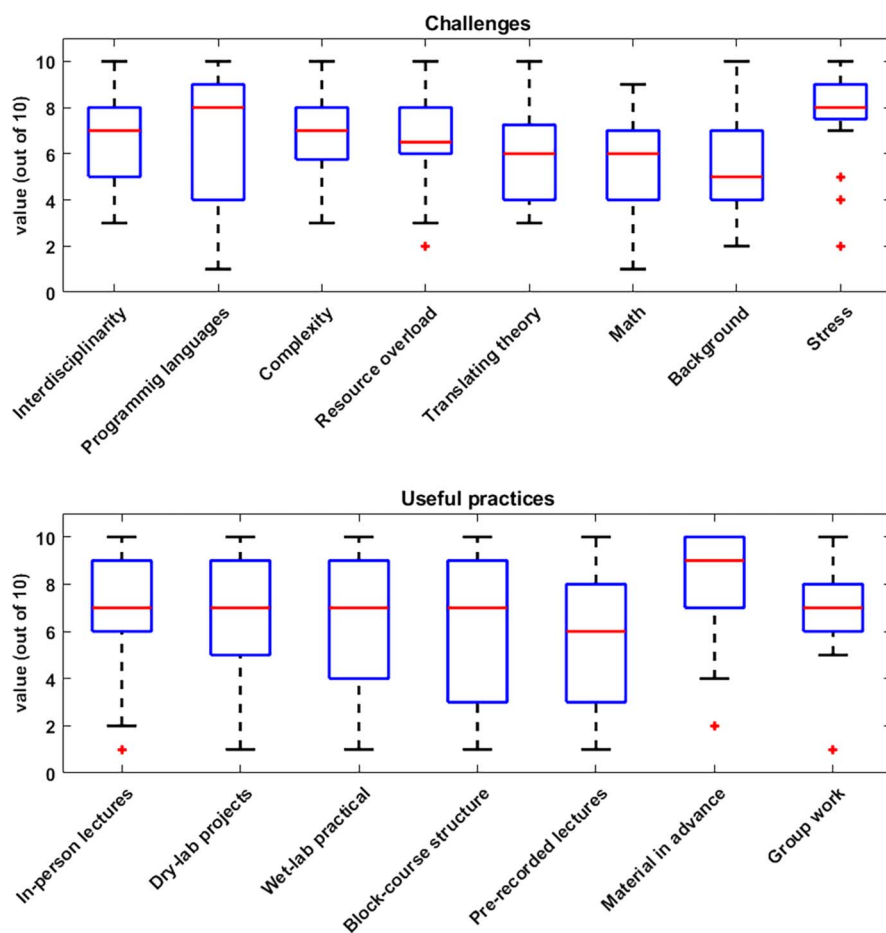 Challenges
value (out of 10)
10
8
6
4
2
0
Interdisciplinarity
Programmig languages
Complexity
Resource overload
Translating theory
Math
Background
Stress
Useful practices
value (out of 10)
10
8
6
4
2
0
In-person lectures
Dry-lab projects
Wet-lab practical
Block-course structure
Pre-recorded lectures
Material in advance
Group work